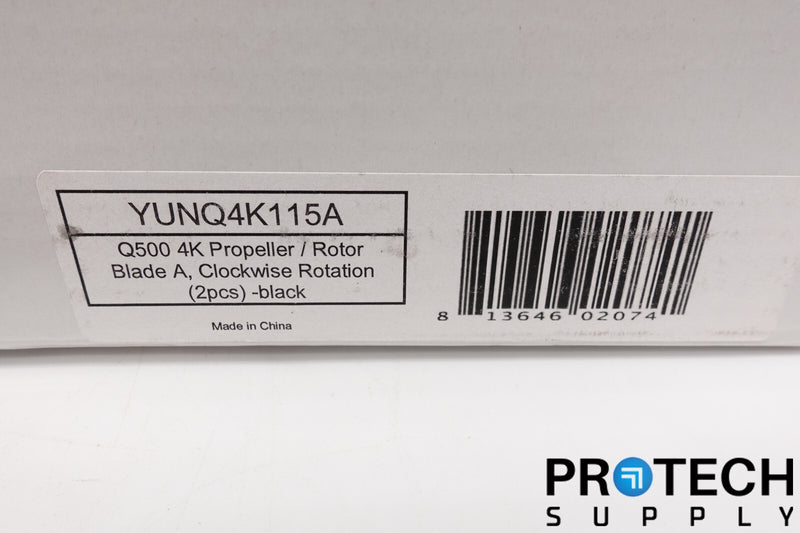 YUNQ4K115A
Q500 4K Propeller / Rotor
Blade A, Clockwise Rotation
(2pcs) -black
Made in China
8 13646 02074
PROTECH
SUPPLY